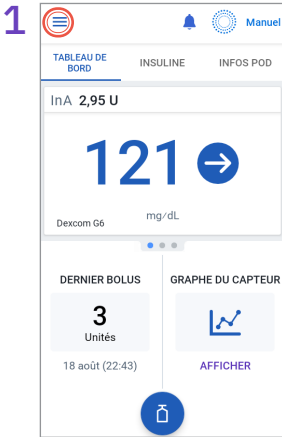 1
Manuel
TABLEAU DE
BORD
INSULINE
INFOS POD
InA 2,95 U
121
mg/dL
Dexcom G6
DERNIER BOLUS
GRAPHE DU CAPTEUR
3
Unités
18 août (22:43)
AFFICHER